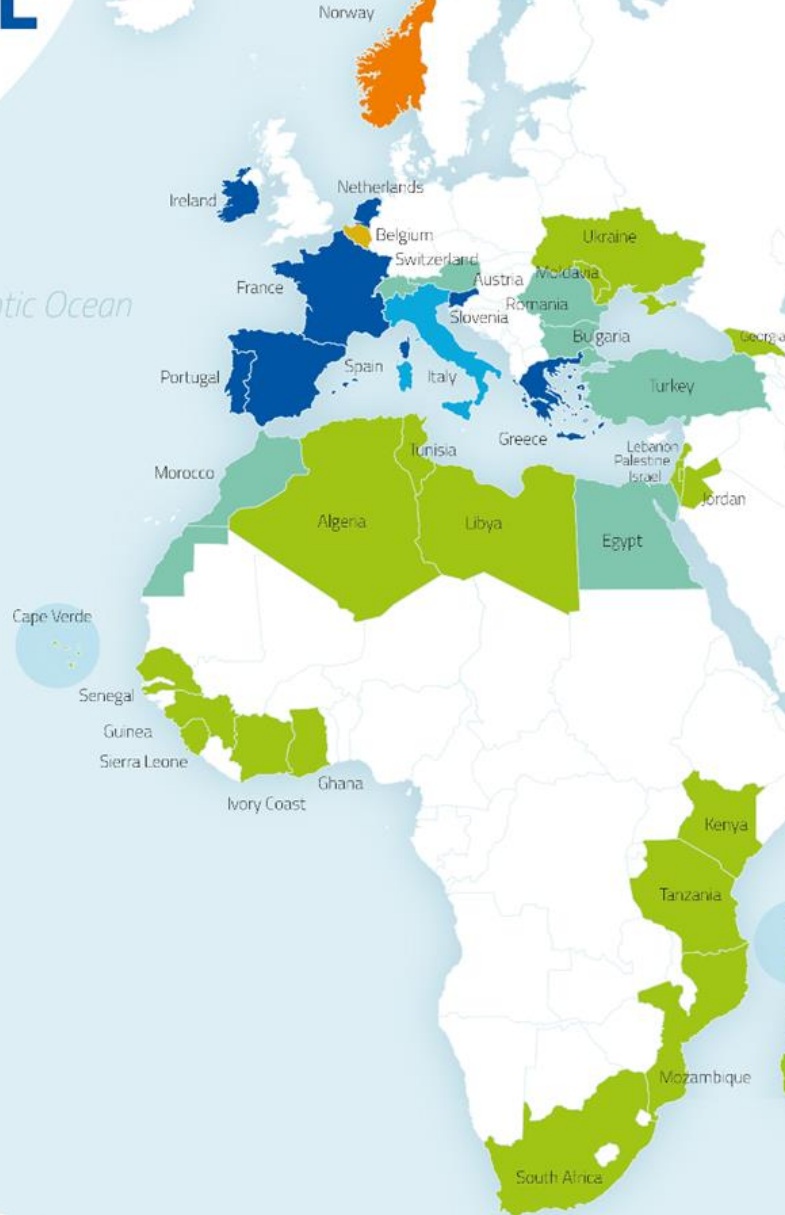 L
Norway
Ireland
Netherlands
Belgium
Switzerland
Austria
Ukraine
Moldavia
France
Romania
Slovenia
tic Ocean
Bulgaria
Georgia
Portugal
Spain
Italy
Turkey
Greece
Lebanon
Palestine
Israel
Tunisia
Morocco
Jordan
Algeria
Libya
Egypt
Cape Verde
Senegal
Guinea
Sierra Leone
Ghana
Ivory Coast
Kenya
Tanzania
Mozambique
South Africa